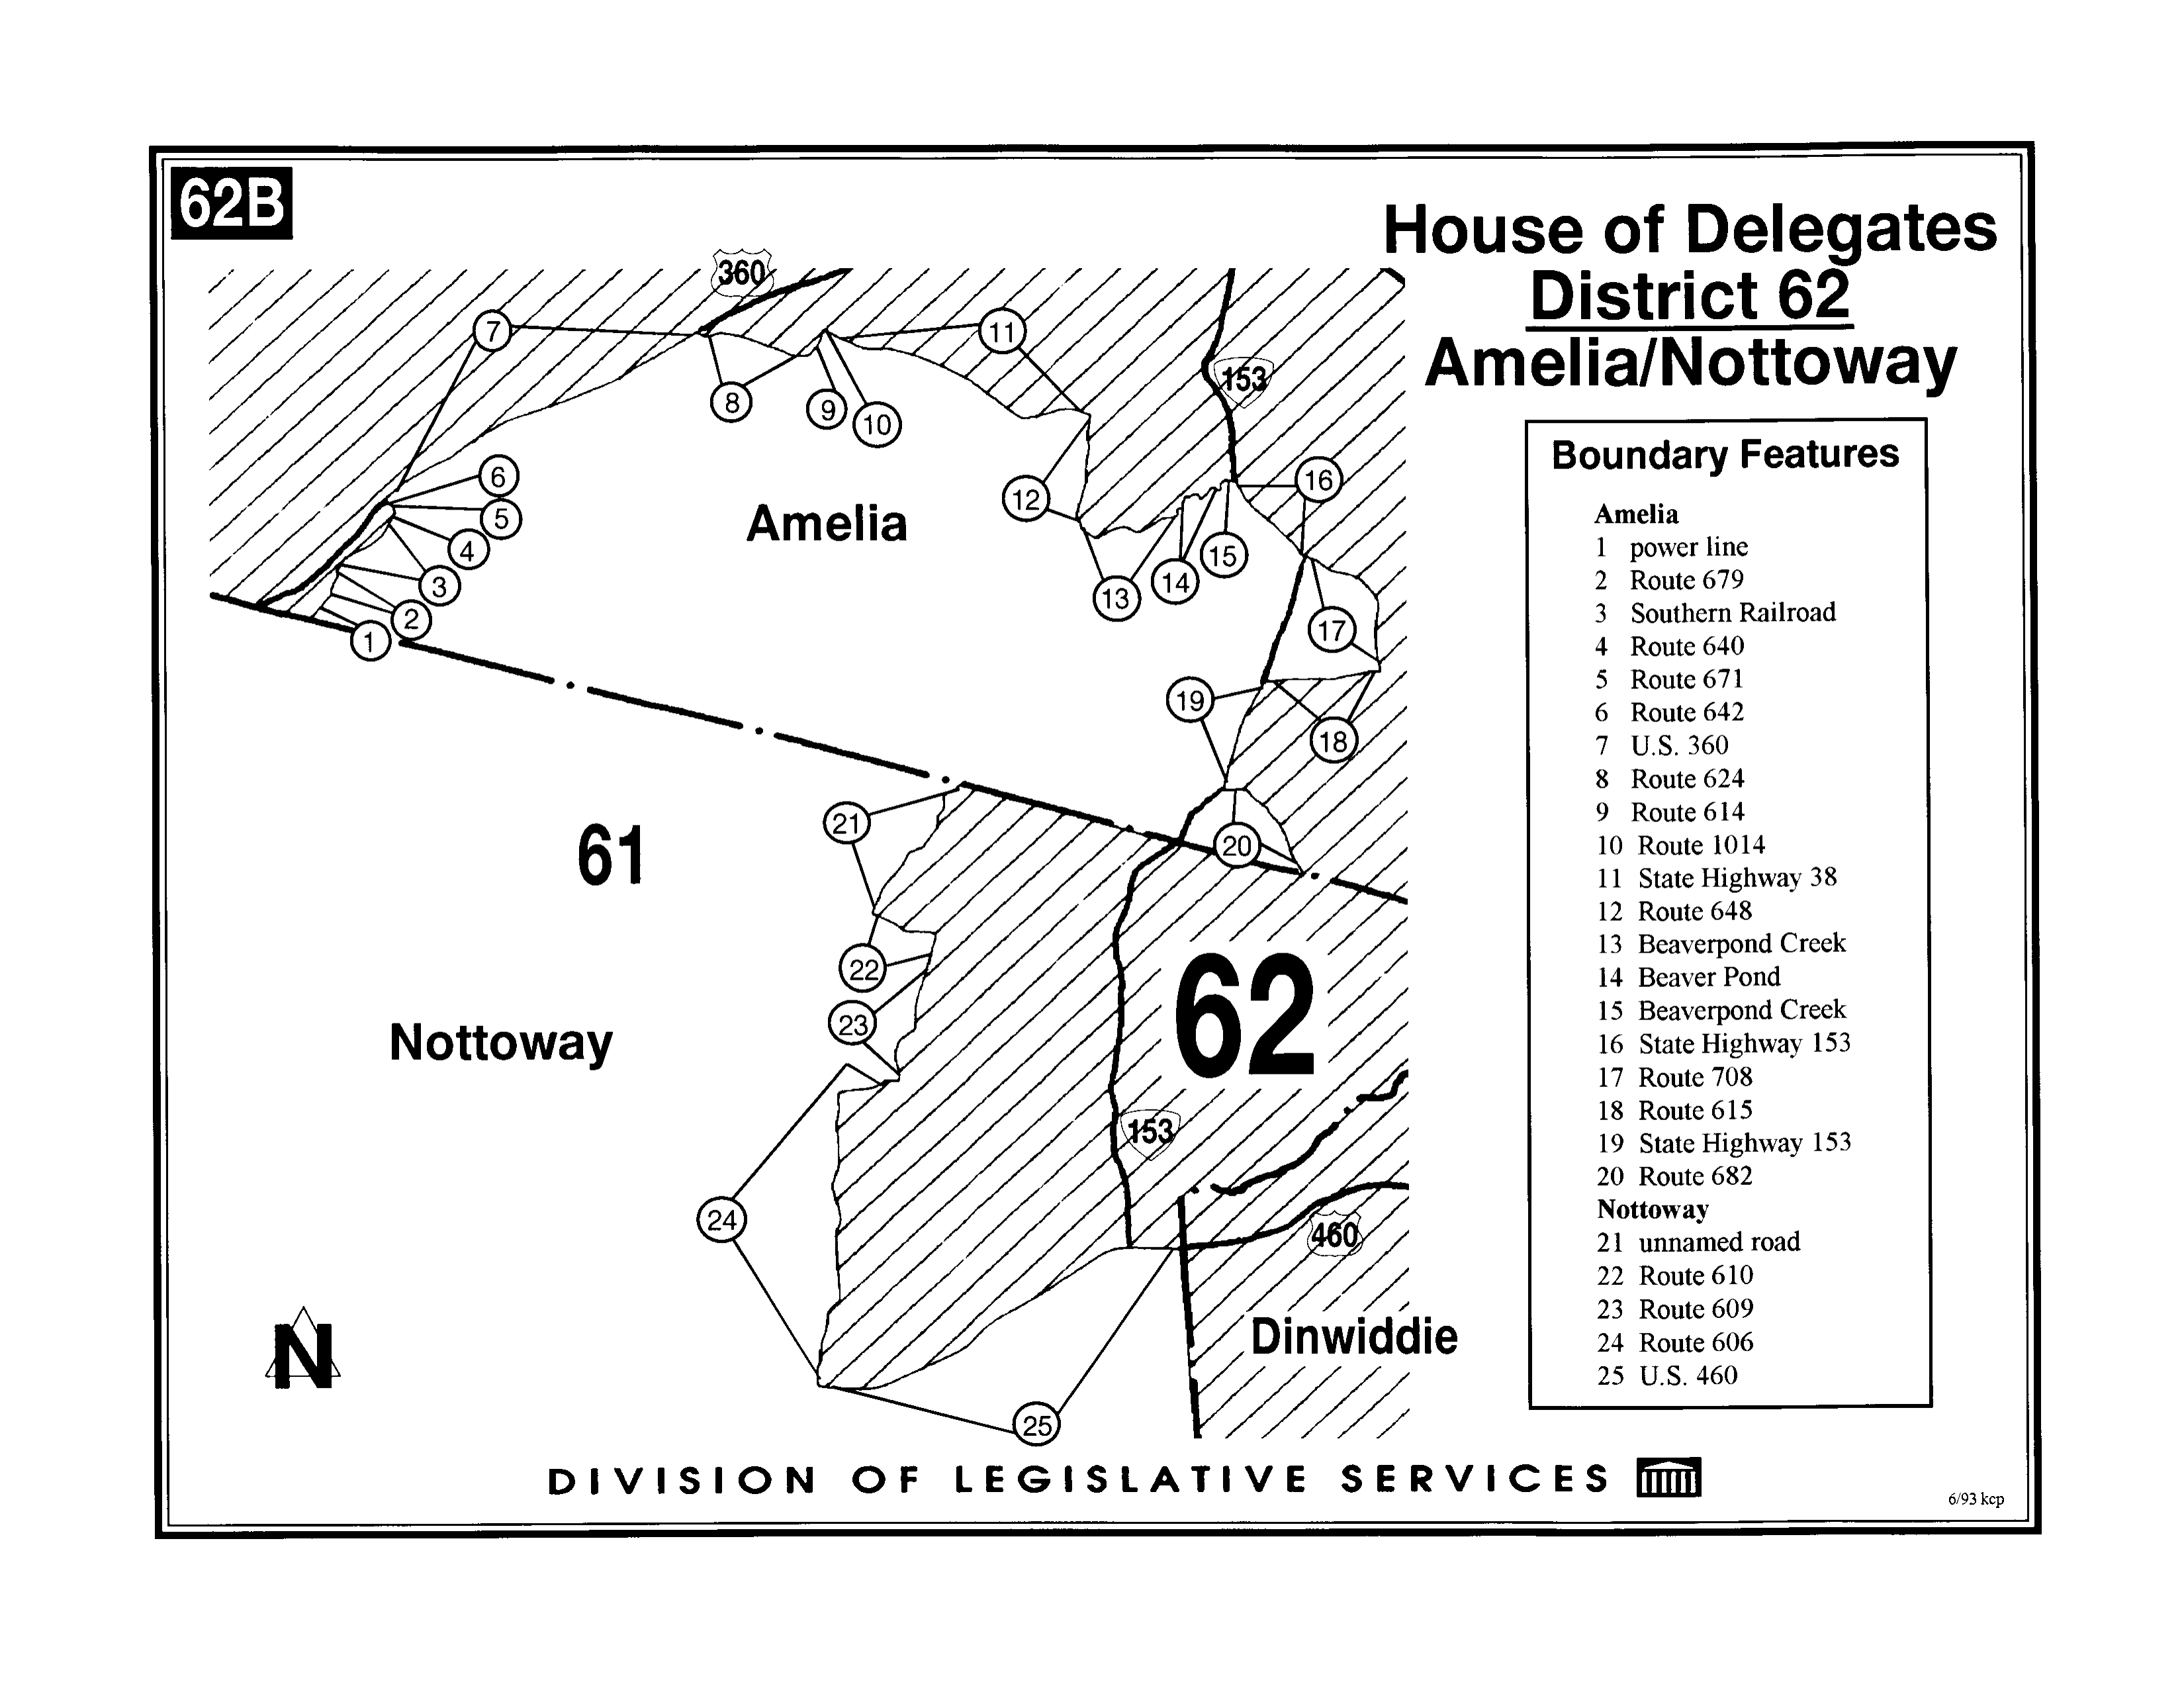 62B
House of Delegates
District 62
Amelia/Nottoway
360
7
11
153
8
9
10
6
16
12
Amelia
5
4
15
3
14
13
2
17
1
19
18
21
20
61
22
62
23
Nottoway
153
24
460
Dinwiddie
N
25
Boundary Features
Amelia
1 power line
2 Route 679
3 Southern Railroad
4 Route 640
5 Route 671
6 Route 642
7 U.S. 360
8 Route 624
9 Route 614
10 Route 1014
11 State Highway 38
12 Route 648
13 Beaverpond Creek
14 Beaver Pond
15 Beaverpond Creek
16 State Highway 153
17 Route 708
18 Route 615
19 State Highway 153
20 Route 682
Nottoway
21 unnamed road
22 Route 610
23 Route 609
24 Route 606
25 U.S. 460
DIVISION OF LEGISLATIVE SERVICES
6/93 kcp